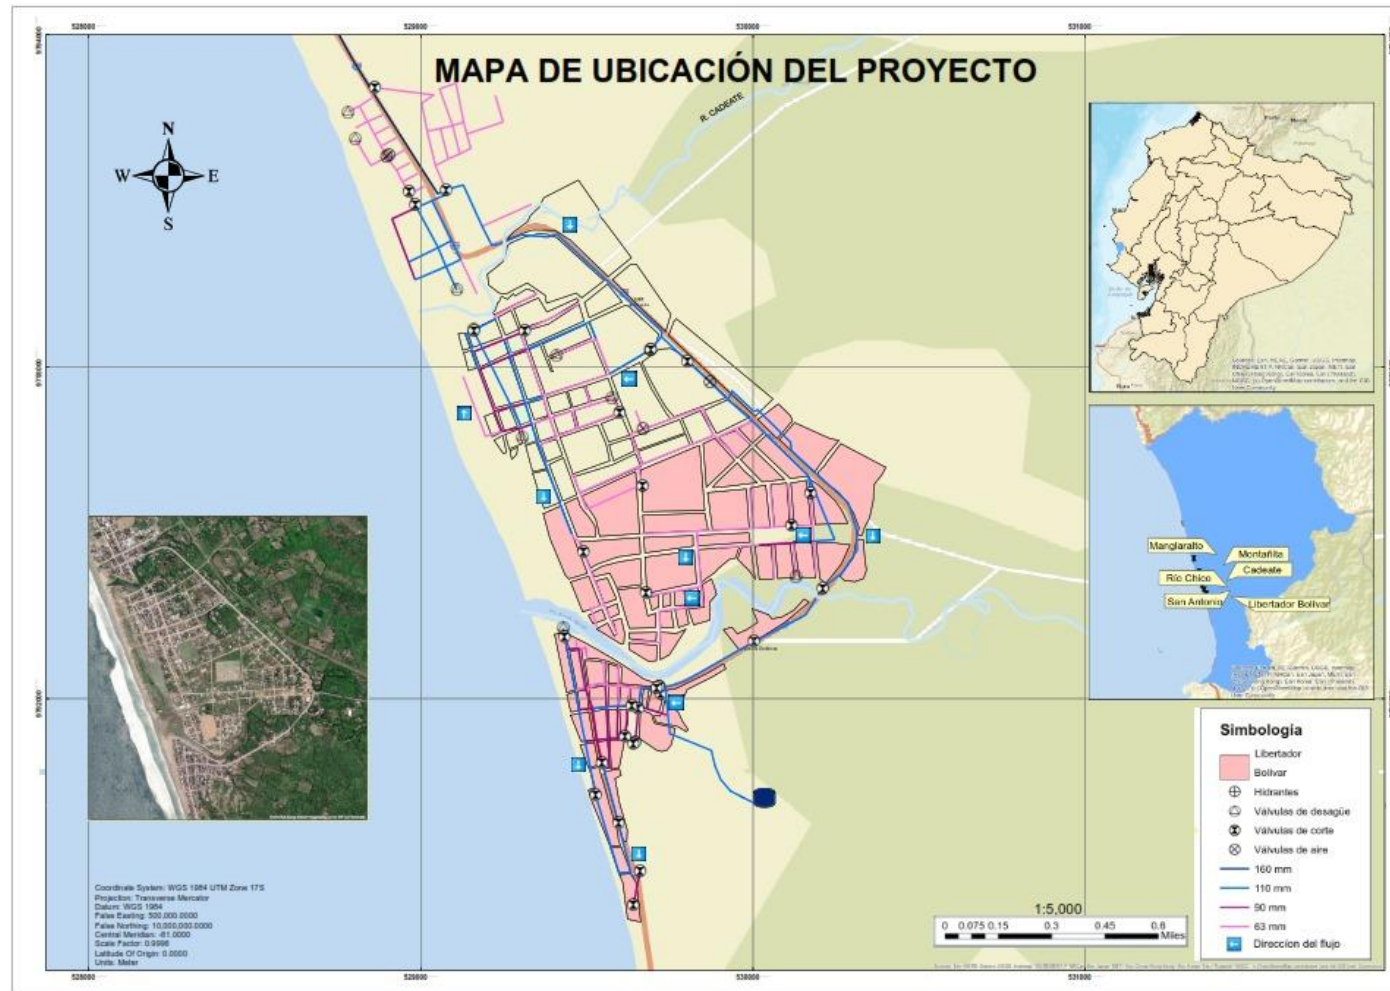 528000 529000 530000 531000
MAPA DE UBICACIÓN DEL PROYECTO
R. CADEATE
N
W E
S
Manglaralto
Montañita
Cadeate
Río Chico
San Antonio
Libertador Bolívar
Simbología
Libertador
Bolívar
Hidrantes
Válvulas de desagüe
Válvulas de corte
Válvulas de aire
160 mm
110 mm
90 mm
63 mm
Direccion del flujo
1:5,000
0 0.075 0.15 0.3 0.45 0.6
Miles
Coordinate System: WGS 1984 UTM Zone 17S
Projection: Transverse Mercator
Datum: WGS 1984
False Easting: 500,000.0000
False Northing: 10,000,000.0000
Central Meridian: -81.0000
Scale Factor: 0.9996
Latitude Of Origin: 0.0000
Units: Meter